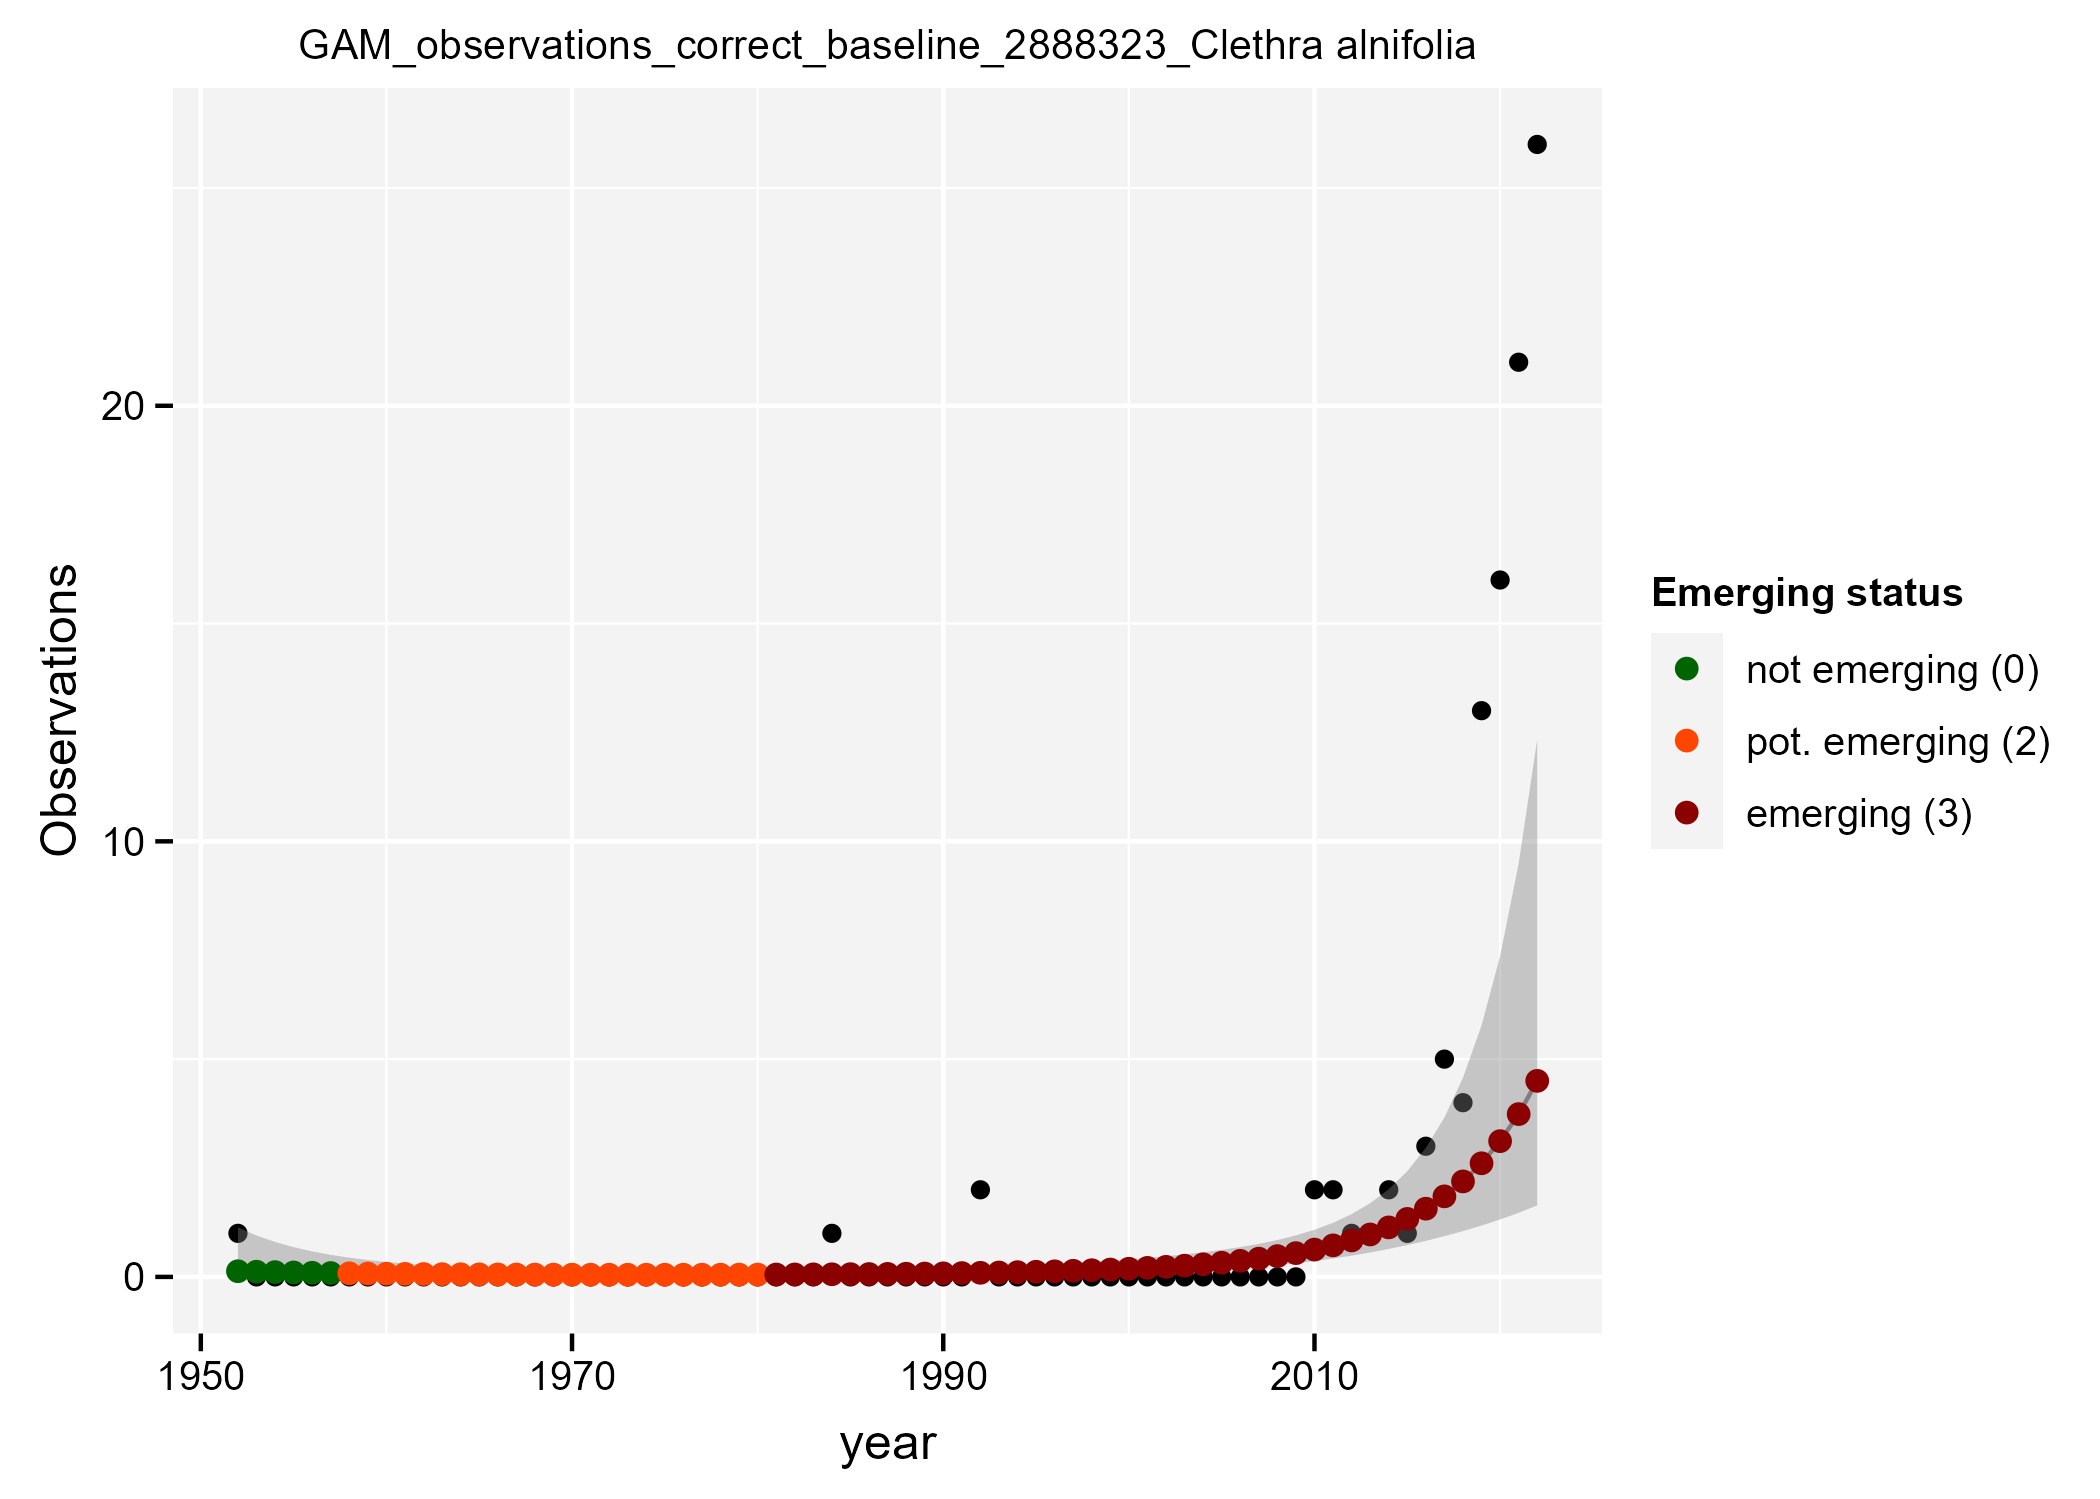 GAM_observations_correct_baseline_2888323_Clethra alnifolia
Observations
20
10
0
1950
1970
1990
2010
year
Emerging status
not emerging (0)
pot. emerging (2)
emerging (3)